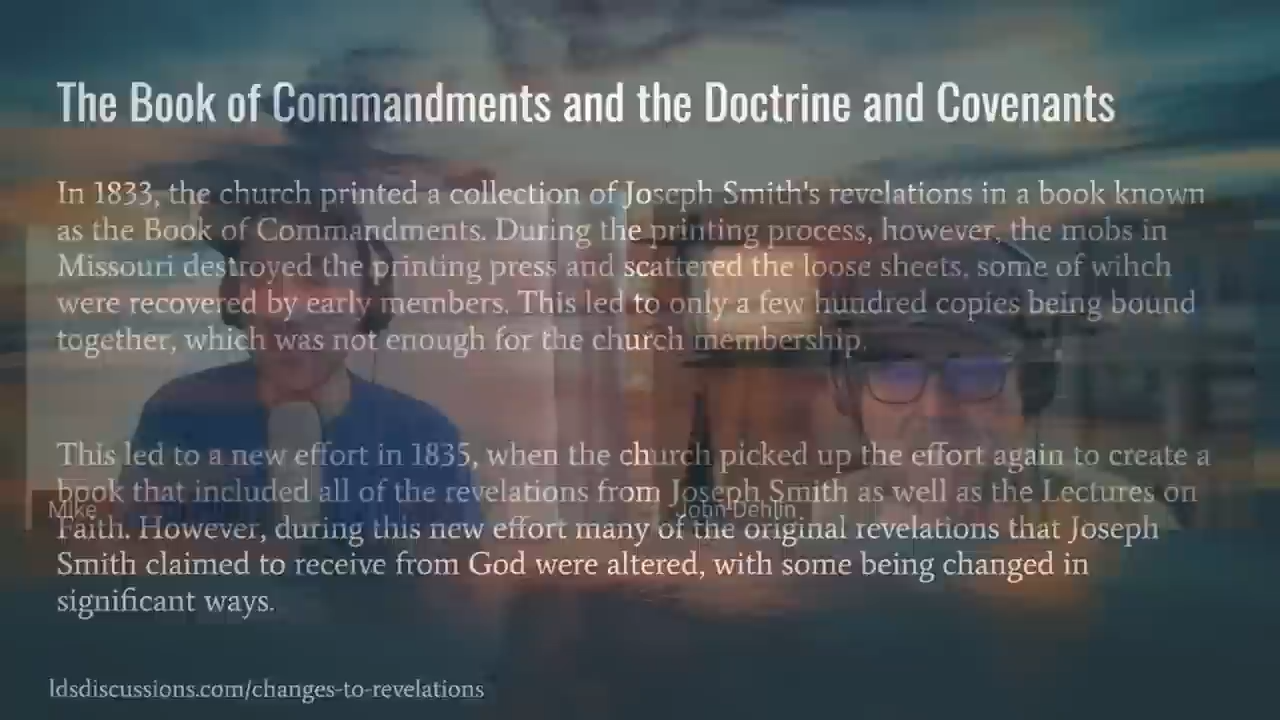 The Book of Commandments and the Doctrine and Covenants
In 1833, the church printed a collection of Joseph Smith's revelations in a book known
as the Book of Commandments. During the printing process, however, the mobs in
Missouri destroyed the printing press and scattered the loose sheets, some of wihch
were recovered by early members. This led to only a few hundred copies being bound
together, which was not enough for the church membership.
This led to a new effort in 1835, when the church picked up the effort again to create a
book that included all of the revelations from Joseph Smith as well as the Lectures on
Mike
John Dehlin
Faith. However, during this new effort many of the original revelations that Joseph
Smith claimed to receive from God were altered, with some being changed in
significant ways.
ldsdiscussions.com/changes-to-revelations